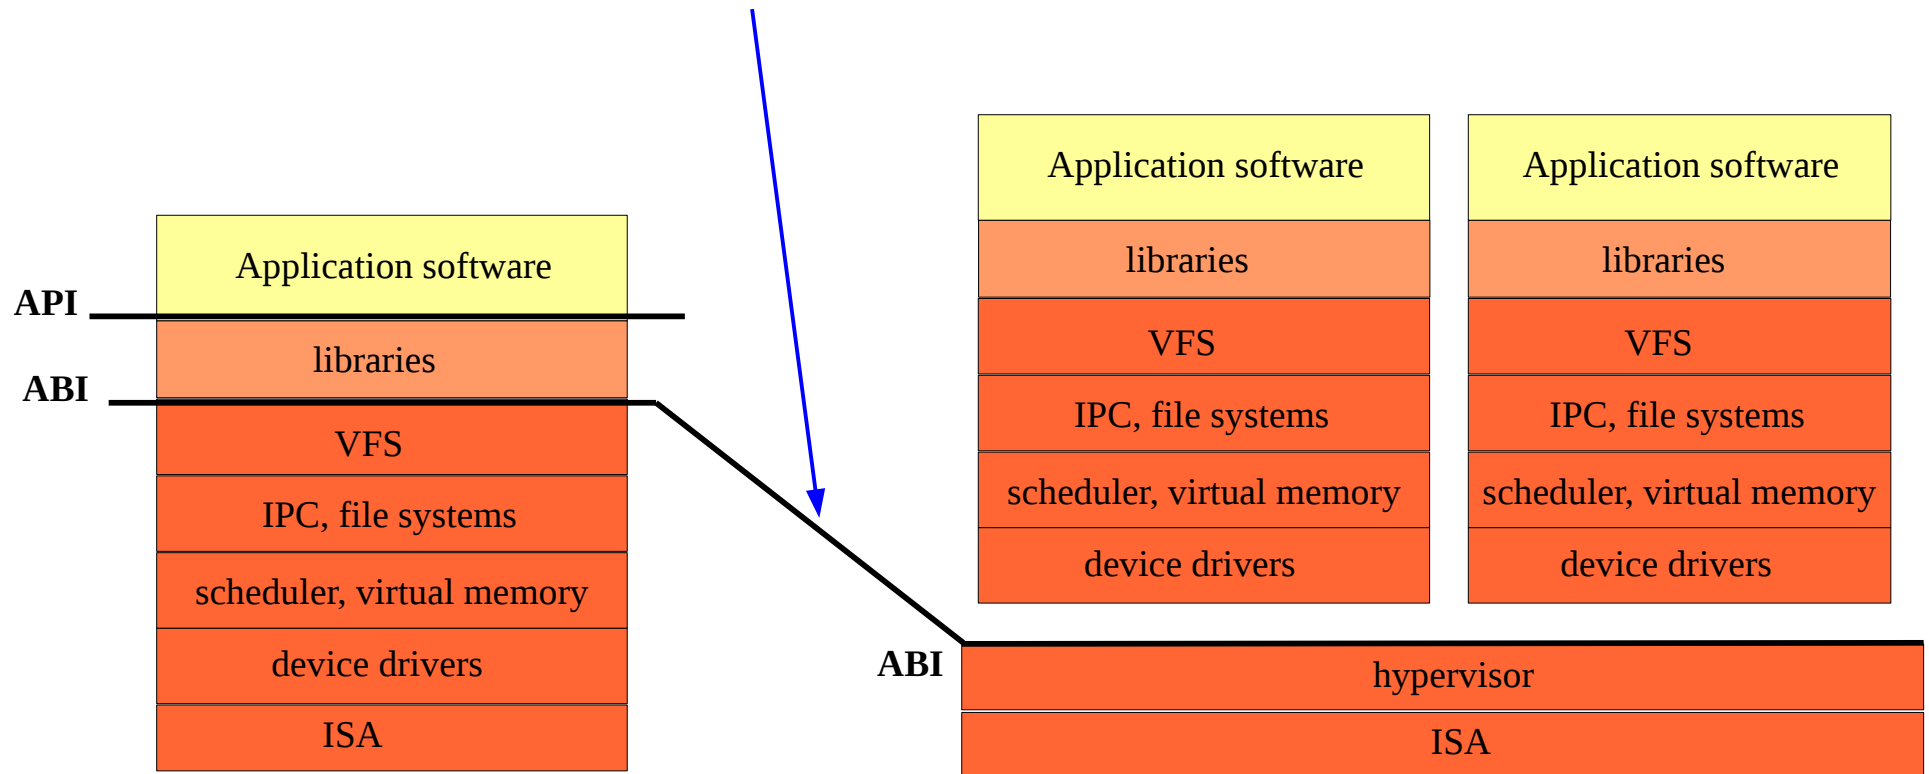 API
ABI
Application software
libraries
VFS
IPC, file systems
scheduler, virtual memory
device drivers
ISA
Application software
libraries
VFS
IPC, file systems
scheduler, virtual memory
device drivers
Application software
libraries
VFS
IPC, file systems
scheduler, virtual memory
device drivers
ABI
hypervisor
ISA